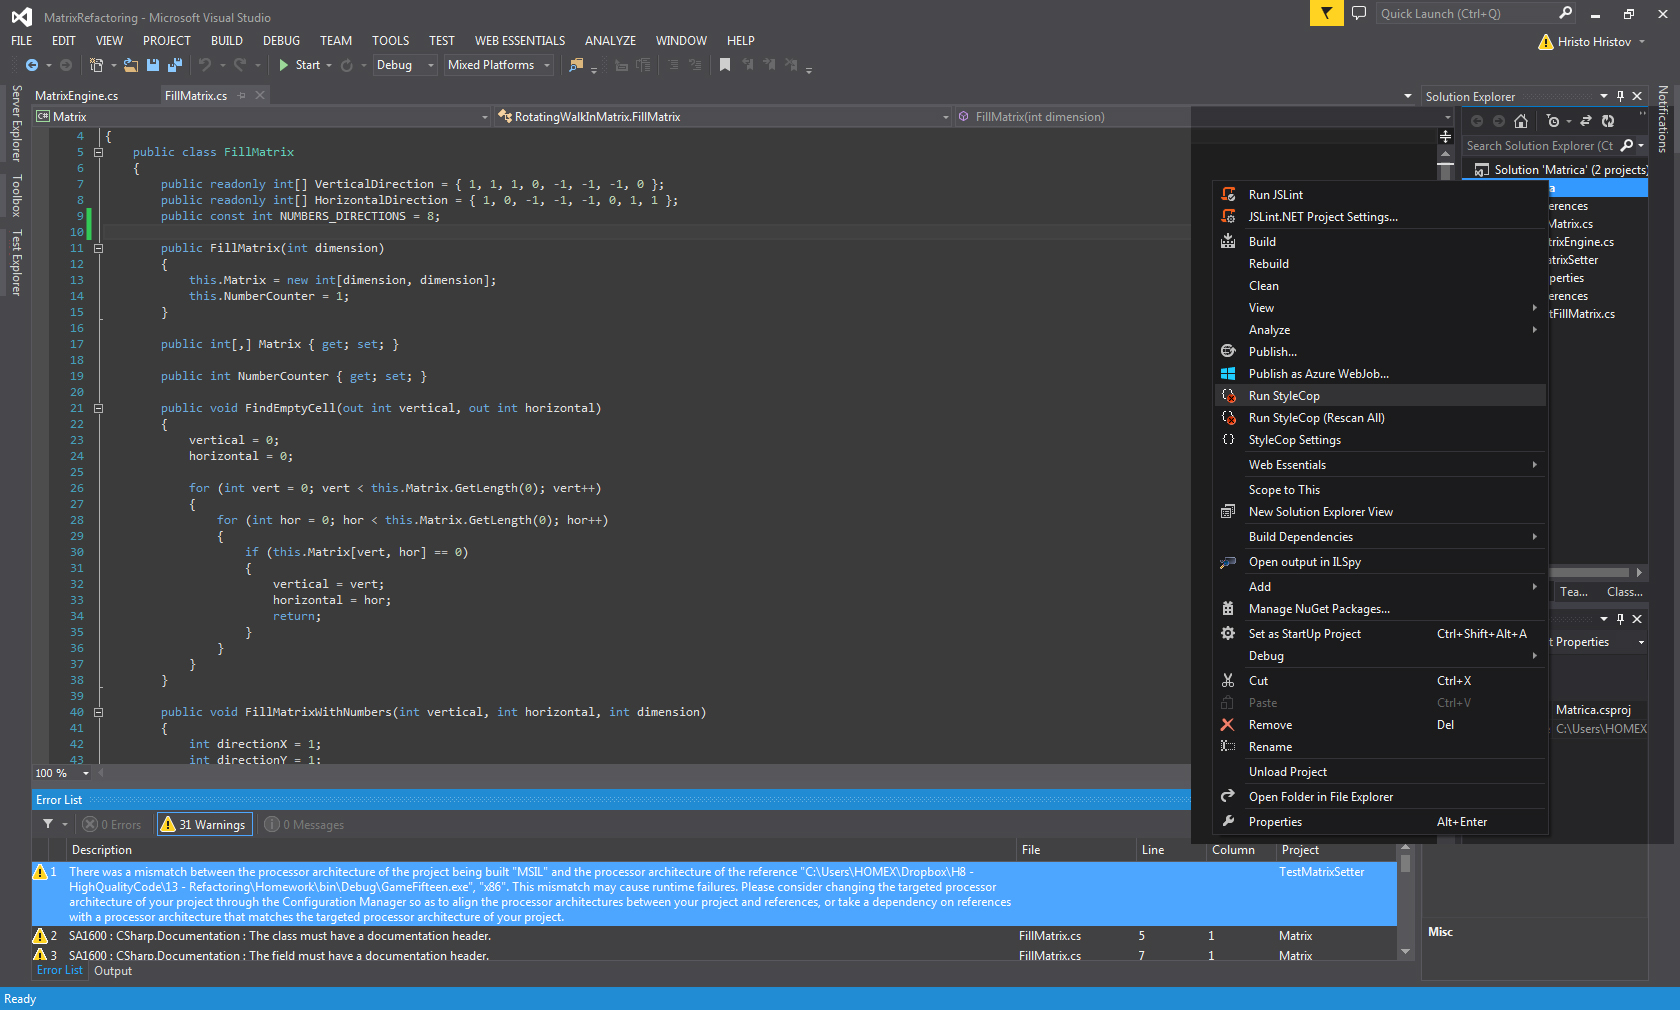 MatrixRefactoring - Microsoft Visual Studio
Quick Launch (Ctrl+Q)
FILE EDIT VIEW PROJECT BUILD DEBUG TEAM TOOLS TEST WEB ESSENTIALS ANALYZE WINDOW HELP
Hristo Hristov
Start Debug Mixed Platforms
Server Explorer
Toolbox
Test Explorer
MatrixEngine.cs FillMatrix.cs
Matrix RotatingWalkInMatrix.FillMatrix FillMatrix(int dimension)
4 {
5 public class FillMatrix
6 {
7 public readonly int[] VerticalDirection = { 1, 1, 1, 0, -1, -1, -1, 0 };
8 public readonly int[] HorizontalDirection = { 1, 0, -1, -1, -1, 0, 1, 1 };
9 public const int NUMBERS_DIRECTIONS = 8;
10
11 public FillMatrix(int dimension)
12 {
13 this.Matrix = new int[dimension, dimension];
14 this.NumberCounter = 1;
15 }
16
17 public int[,] Matrix { get; set; }
18
19 public int NumberCounter { get; set; }
20
21 public void FindEmptyCell(out int vertical, out int horizontal)
22 {
23 vertical = 0;
24 horizontal = 0;
25
26 for (int vert = 0; vert < this.Matrix.GetLength(0); vert++)
27 {
28 for (int hor = 0; hor < this.Matrix.GetLength(0); hor++)
29 {
30 if (this.Matrix[vert, hor] == 0)
31 {
32 vertical = vert;
33 horizontal = hor;
34 return;
35 }
36 }
37 }
38 }
39
40 public void FillMatrixWithNumbers(int vertical, int horizontal, int dimension)
41 {
42 int directionX = 1;
43 int directionY = 1;
100 %
Run JSLint
JSLint.NET Project Settings...
Build
Rebuild
Clean
View
Analyze
Publish...
Publish as Azure WebJob...
Run StyleCop
Run StyleCop (Rescan All)
StyleCop Settings
Web Essentials
Scope to This
New Solution Explorer View
Build Dependencies
Open output in ILSpy
Add
Manage NuGet Packages...
Set as StartUp Project Ctrl+Shift+Alt+A
Debug
Cut Ctrl+X
Paste Ctrl+V
Remove Del
Rename
Unload Project
Open Folder in File Explorer
Properties Alt+Enter
Solution Explorer
Notifications
Search Solution Explorer (Ct
Solution 'Matrica' (2 projects)
a
erences
Matrix.cs
trixEngine.cs
atrixSetter
perties
erences
tFillMatrix.cs
Tea... Class...
t Properties
Matrica.csproj
C:\Users\HOMEX
Misc
Error List
0 Errors 31 Warnings 0 Messages
Description File Line Column Project
1 There was a mismatch between the processor architecture of the project being built "MSIL" and the processor architecture of the reference "C:\Users\HOMEX\Dropbox\H8 - TestMatrixSetter
HighQualityCode\13 - Refactoring\Homework\bin\Debug\GameFifteen.exe", "x86". This mismatch may cause runtime failures. Please consider changing the targeted processor
architecture of your project through the Configuration Manager so as to align the processor architectures between your project and references, or take a dependency on references
with a processor architecture that matches the targeted processor architecture of your project.
2 SA1600 : CSharp.Documentation : The class must have a documentation header. FillMatrix.cs 5 1 Matrix
3 SA1600 : CSharp.Documentation : The field must have a documentation header. FillMatrix.cs 7 1 Matrix
Error List Output
Ready